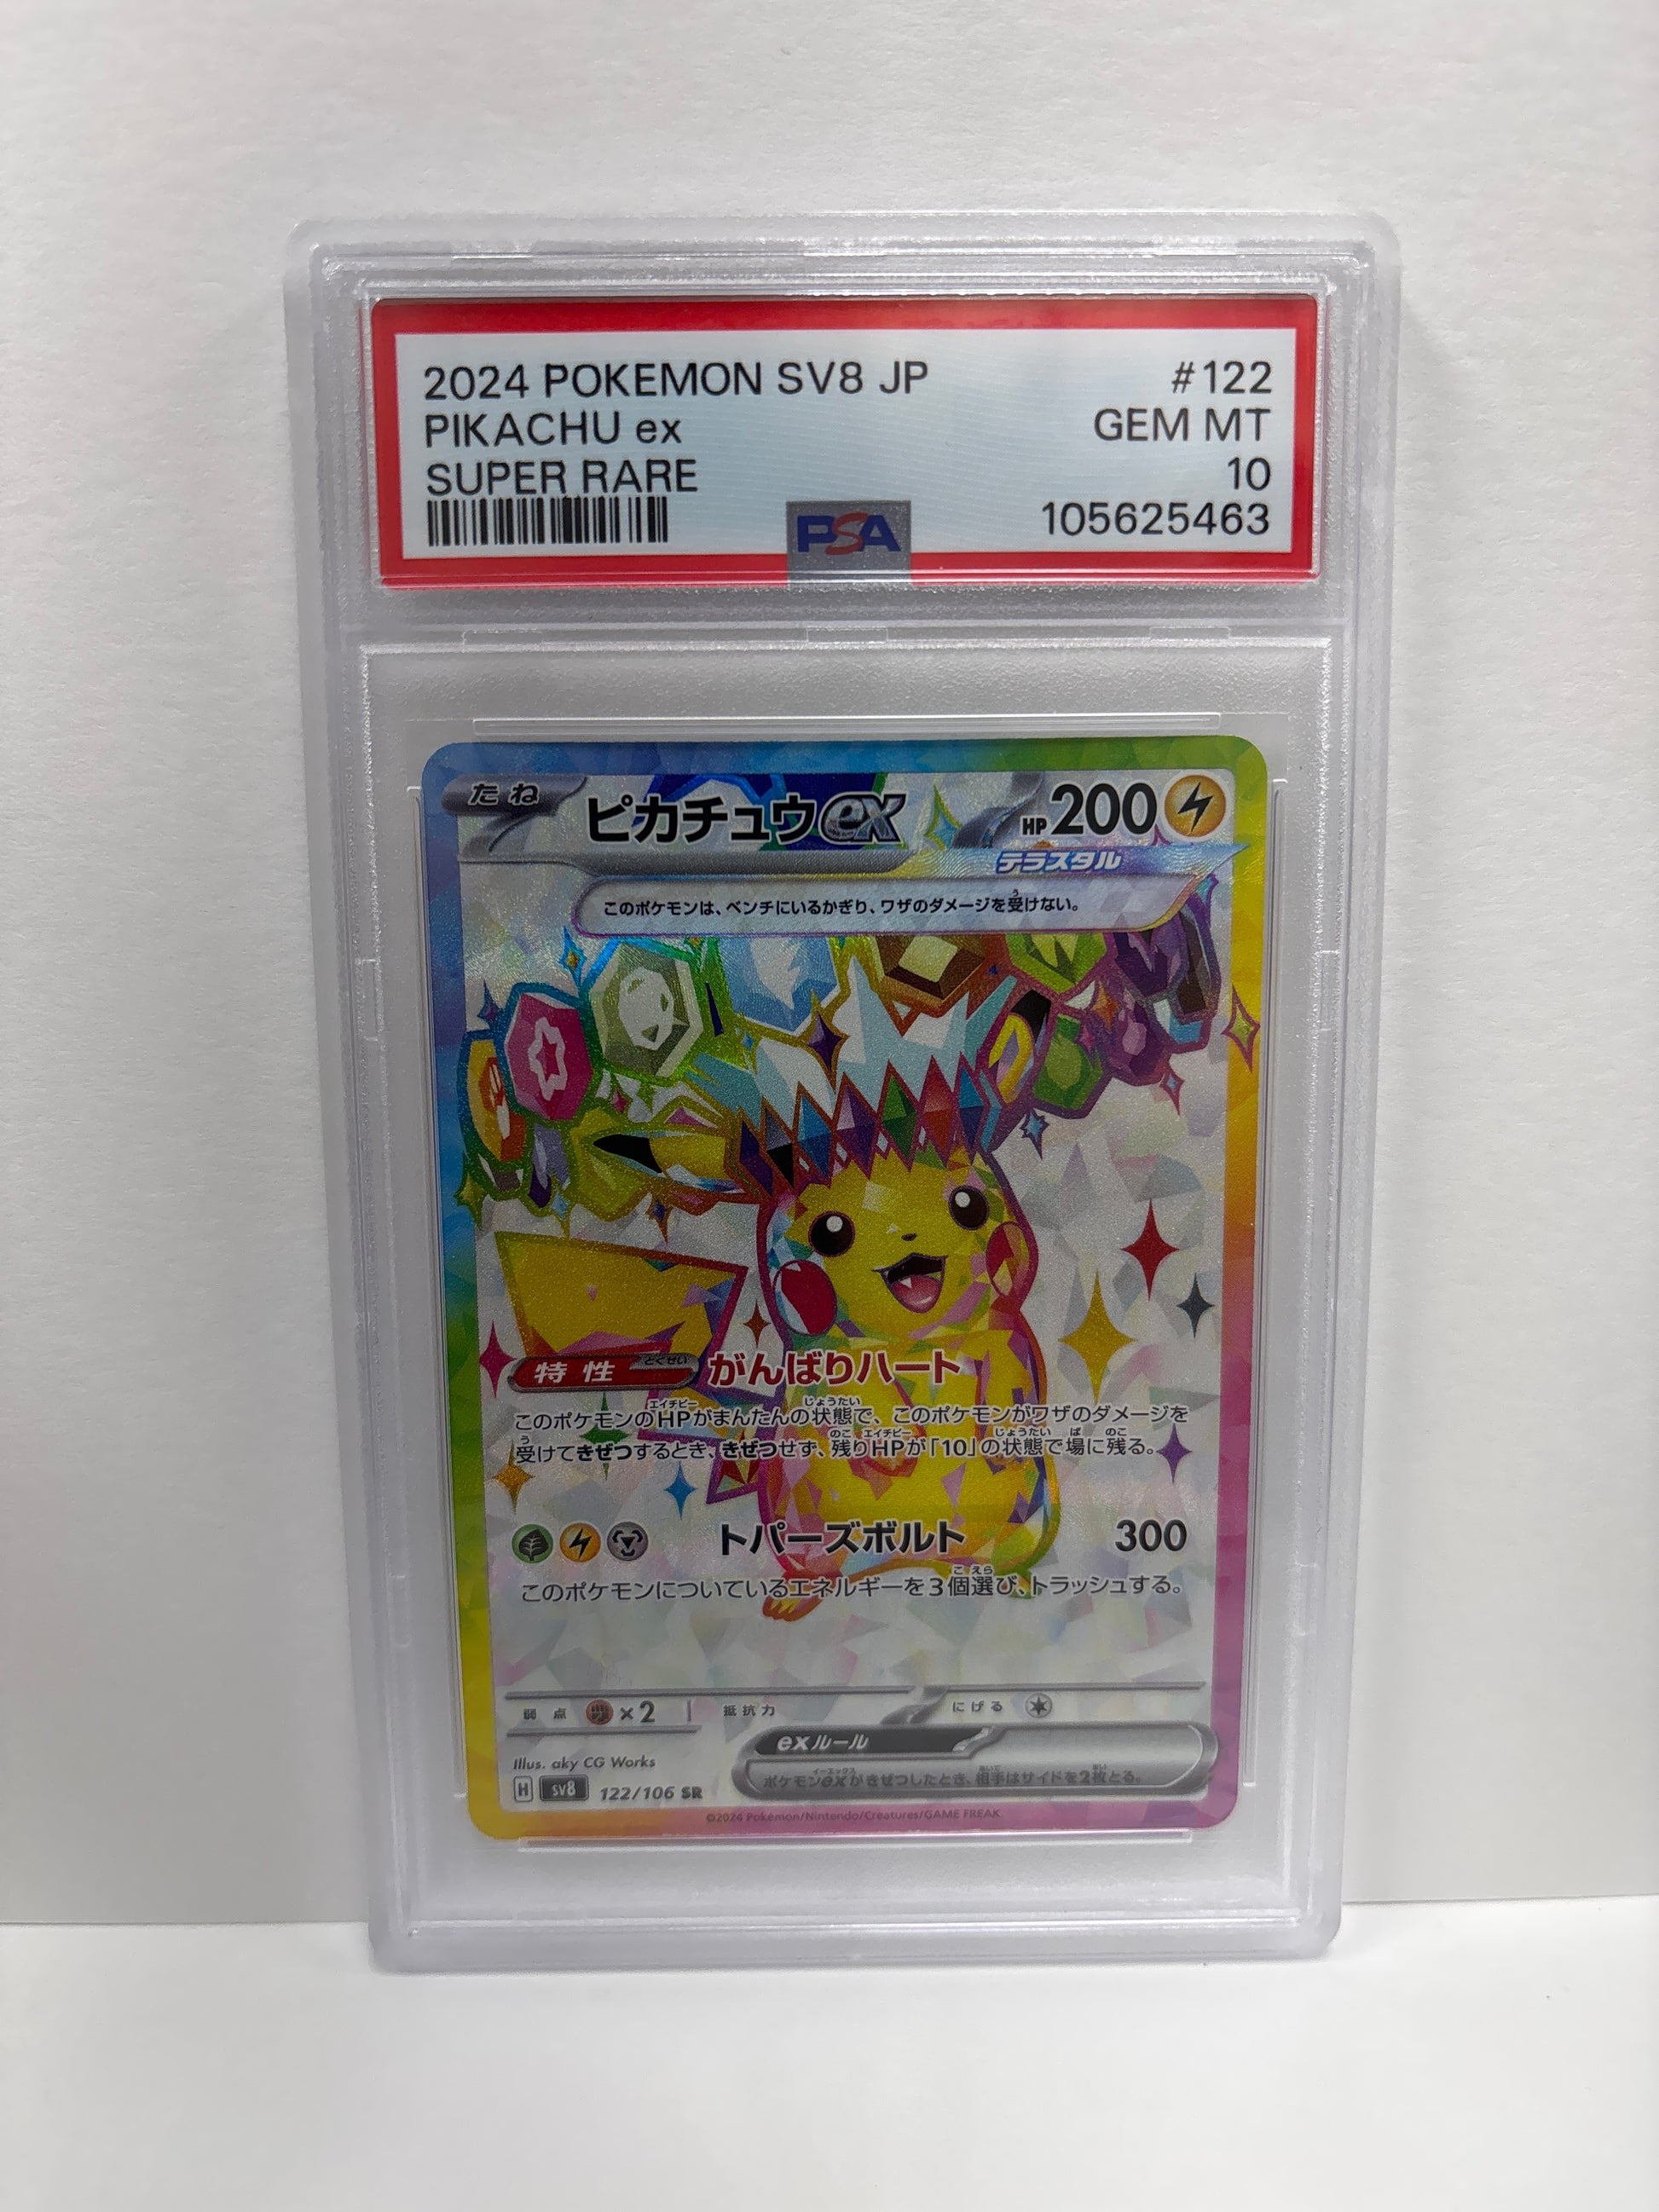 2024 POKEMON SV8 JP #122
PIKACHU ex GEM MT
SUPER RARE 10
PSA 105625463
たね ピカチュウex HP200
テラスタル
このポケモンは、ベンチにいるかぎり、ワザのダメージを受けない。
特性 とくせい がんばりハート
このポケモンのHPがまんたんの状態で、このポケモンがワザのダメージを
受けてきぜつするとき、きぜつせず、残りHPが「10」の状態で場に残る。
トパーズボルト 300
このポケモンについているエネルギーを3個選び、トラッシュする。
弱点 ×2 抵抗力 にげる
exルール
ポケモンexがきぜつしたとき、相手はサイドを2枚とる。
Illus. aky CG Works
H sv8 122/106 SR
©2024 Pokémon/Nintendo/Creatures/GAME FREAK